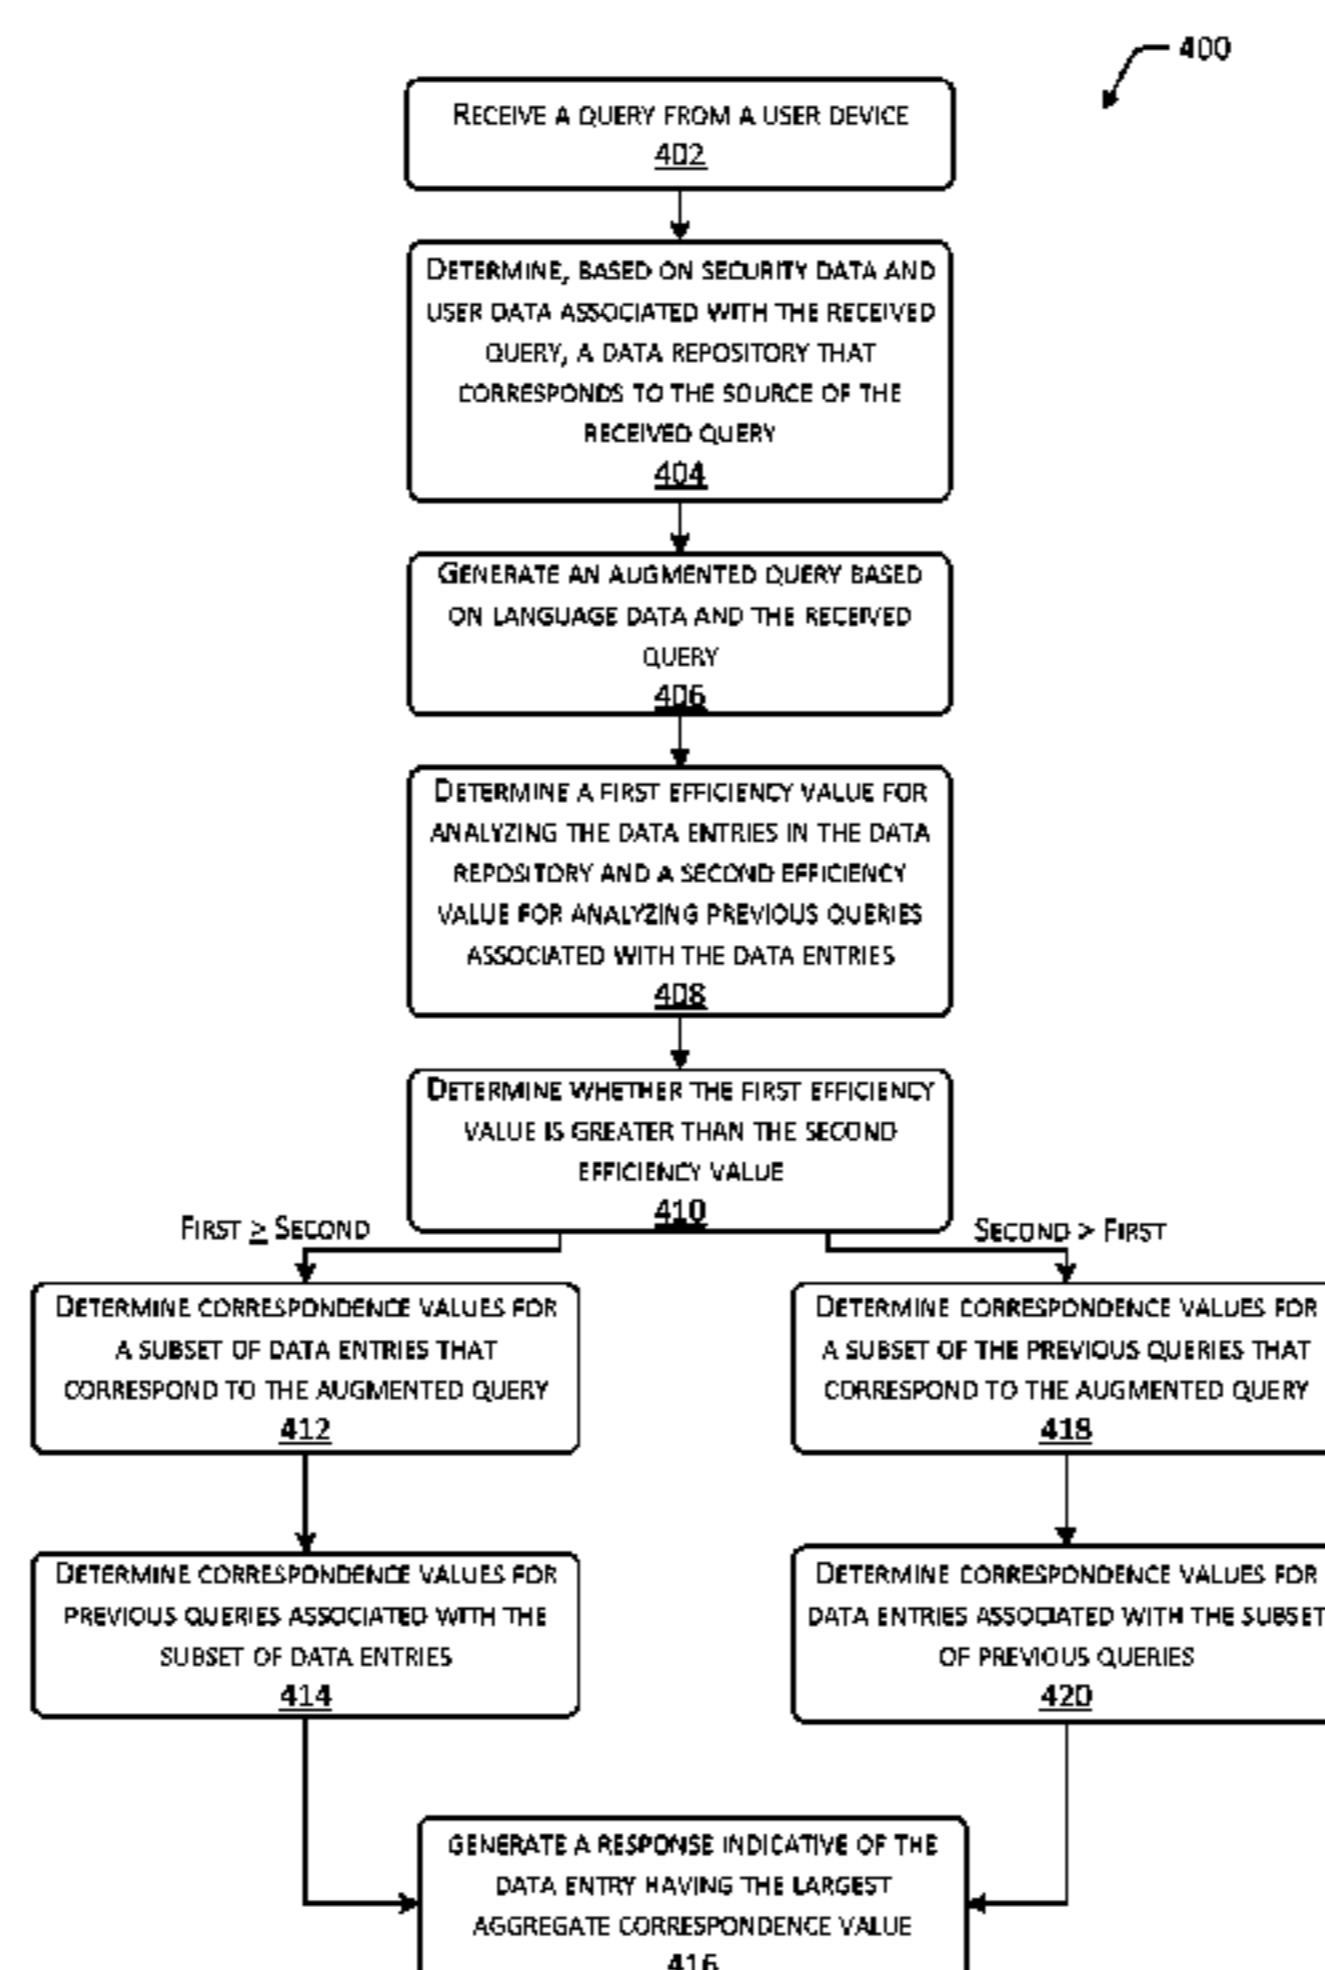 400
RECEIVE A QUERY FROM A USER DEVICE
402
DETERMINE, BASED ON SECURITY DATA AND
USER DATA ASSOCIATED WITH THE RECEIVED
QUERY, A DATA REPOSITORY THAT
CORRESPONDS TO THE SOURCE OF THE
RECEIVED QUERY
404
GENERATE AN AUGMENTED QUERY BASED
ON LANGUAGE DATA AND THE RECEIVED
QUERY
406
DETERMINE A FIRST EFFICIENCY VALUE FOR
ANALYZING THE DATA ENTRIES IN THE DATA
REPOSITORY AND A SECOND EFFICIENCY
VALUE FOR ANALYZING PREVIOUS QUERIES
ASSOCIATED WITH THE DATA ENTRIES
408
DETERMINE WHETHER THE FIRST EFFICIENCY
VALUE IS GREATER THAN THE SECOND
EFFICIENCY VALUE
410
FIRST ≥ SECOND
SECOND > FIRST
DETERMINE CORRESPONDENCE VALUES FOR
A SUBSET OF DATA ENTRIES THAT
CORRESPOND TO THE AUGMENTED QUERY
412
DETERMINE CORRESPONDENCE VALUES FOR
A SUBSET OF THE PREVIOUS QUERIES THAT
CORRESPOND TO THE AUGMENTED QUERY
418
DETERMINE CORRESPONDENCE VALUES FOR
PREVIOUS QUERIES ASSOCIATED WITH THE
SUBSET OF DATA ENTRIES
414
DETERMINE CORRESPONDENCE VALUES FOR
DATA ENTRIES ASSOCIATED WITH THE SUBSET
OF PREVIOUS QUERIES
420
GENERATE A RESPONSE INDICATIVE OF THE
DATA ENTRY HAVING THE LARGEST
AGGREGATE CORRESPONDENCE VALUE
416